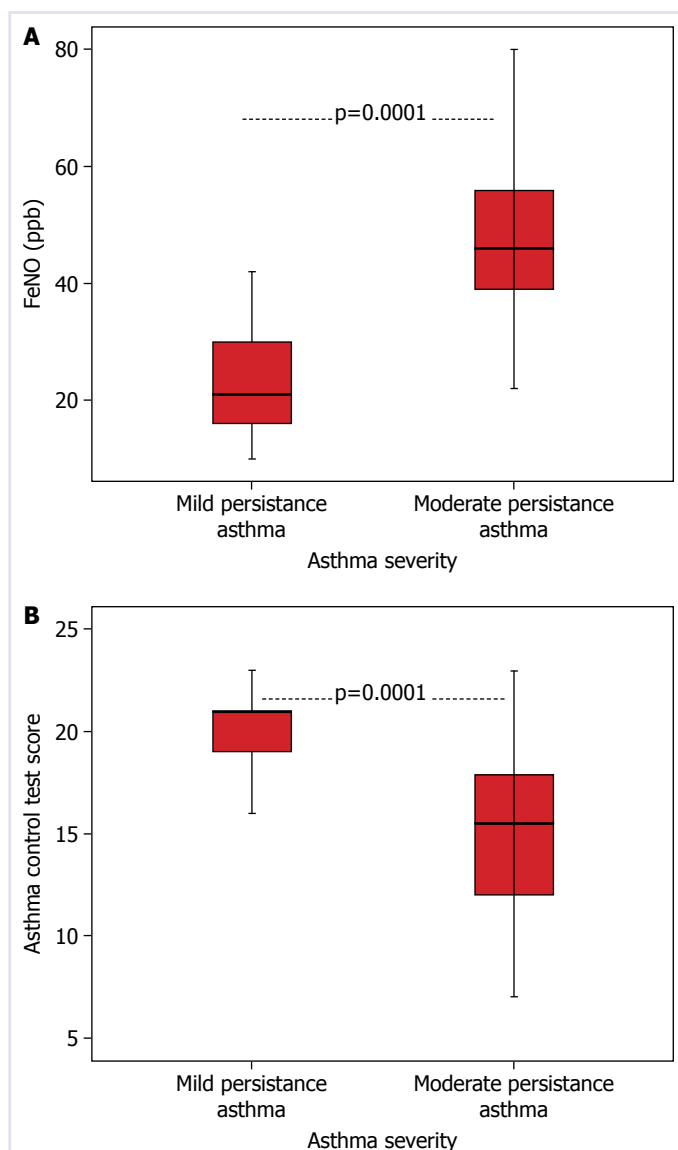 A
80
p=0.0001
60
FeNO (ppb)
40
20
Mild persistance
asthma
Moderate persistance
asthma
Asthma severity
B
25
p=0.0001
20
Asthma control test score
15
10
5
Mild persistance
asthma
Moderate persistance
asthma
Asthma severity